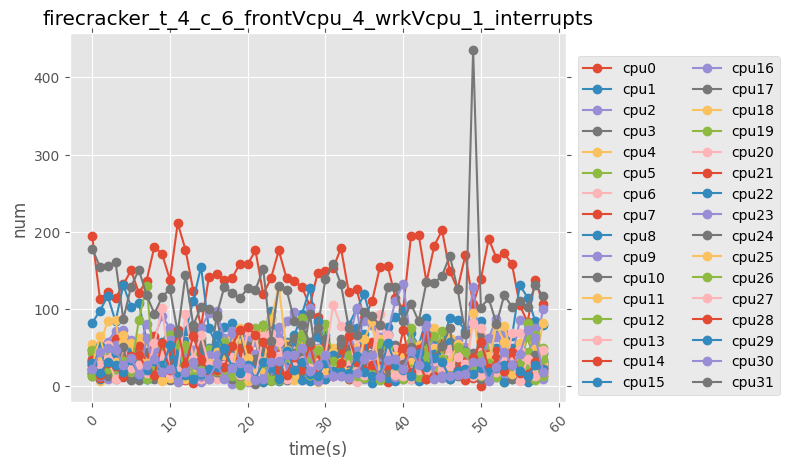 firecracker_t_4_c_6_frontVcpu_4_wrkVcpu_1_interrupts
400
300
200
100
0
num
0
10
20
30
40
50
60
time(s)
cpu0
cpu1
cpu2
cpu3
cpu4
cpu5
cpu6
cpu7
cpu8
cpu9
cpu10
cpu11
cpu12
cpu13
cpu14
cpu15
cpu16
cpu17
cpu18
cpu19
cpu20
cpu21
cpu22
cpu23
cpu24
cpu25
cpu26
cpu27
cpu28
cpu29
cpu30
cpu31